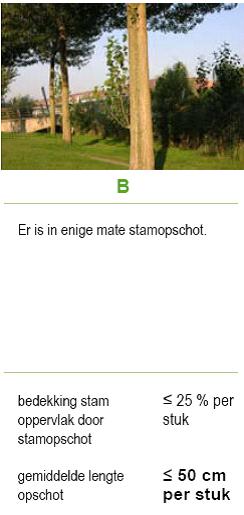 B
Er is in enige mate stamopschot.
bedekking stam
oppervlak door
stamopschot
≤ 25 % per
stuk
gemiddelde lengte
opschot
≤ 50 cm
per stuk